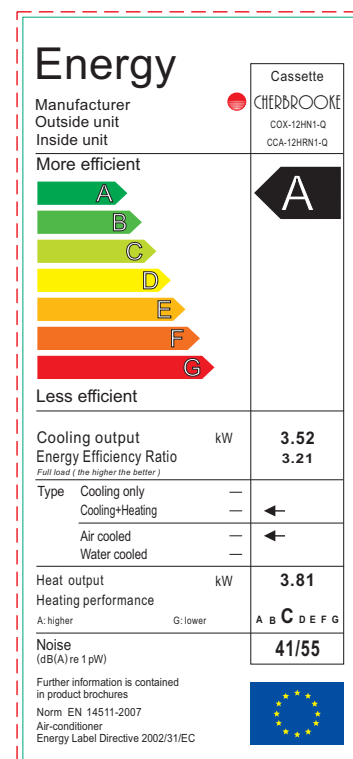 Energy
Cassette
Manufacturer
CHERBROOKE
Outside unit
COX-12HN1-Q
Inside unit
CCA-12HRN1-Q
More efficient
A
A
B
C
D
E
F
G
Less efficient
Cooling output kW 3.52
Energy Efficiency Ratio 3.21
Full load ( the higher the better )
Type Cooling only —
Cooling+Heating —
Air cooled —
Water cooled —
Heat output kW 3.81
Heating performance
A: higher G: lower A B C D E F G
Noise 41/55
(dB(A) re 1 pW)
Further information is contained
in product brochures
Norm EN 14511-2007
Air-conditioner
Energy Label Directive 2002/31/EC